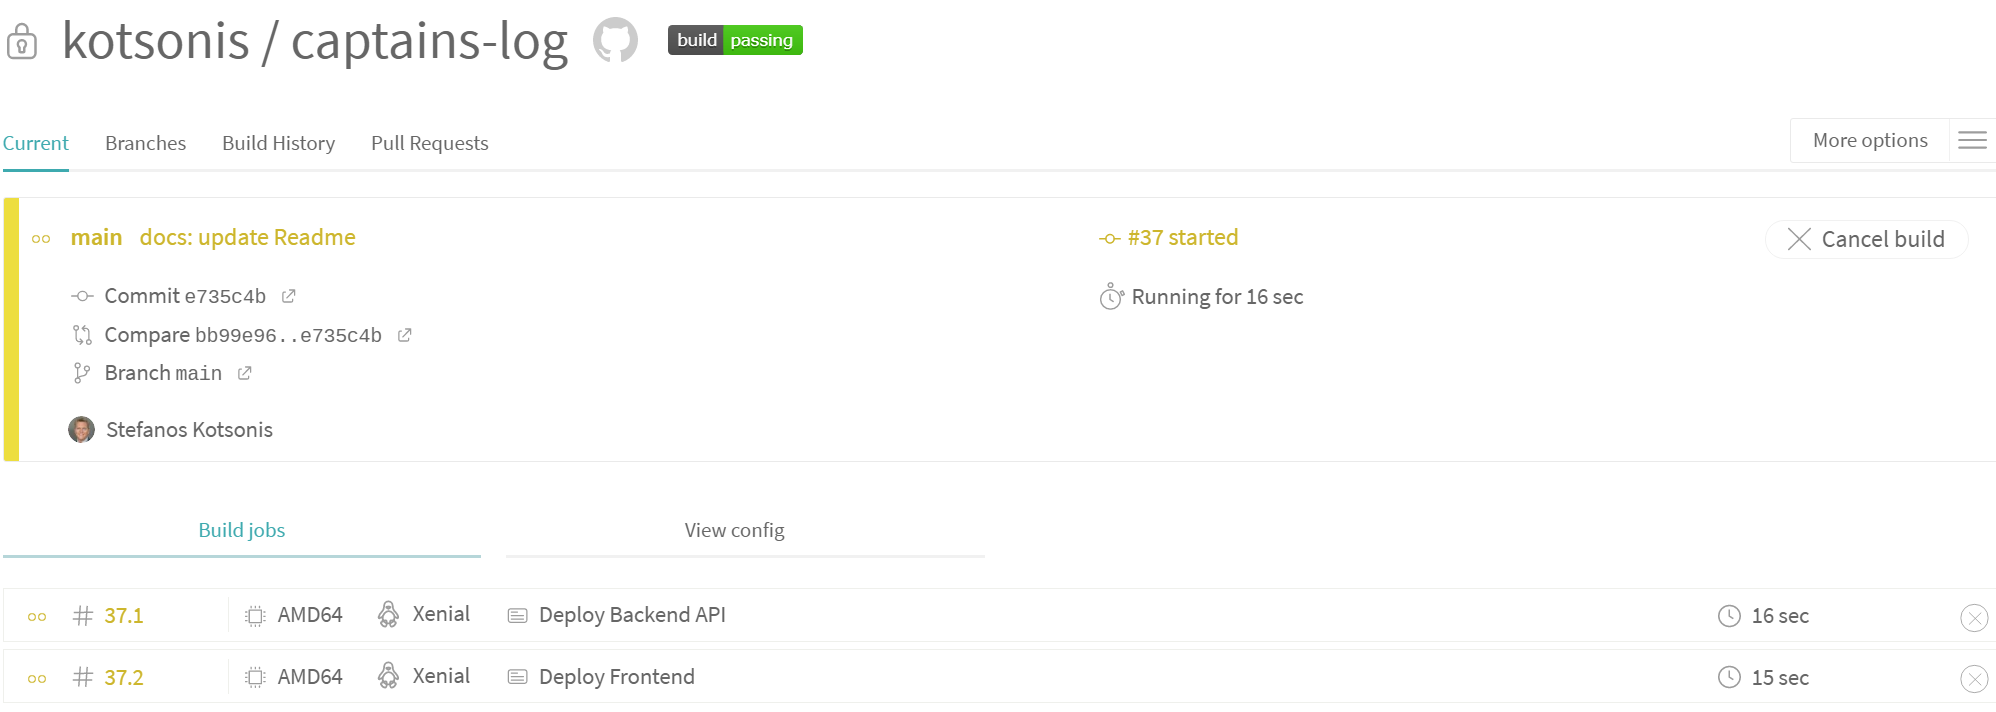 kotsonis / captains-log build passing
Current Branches Build History Pull Requests More options
main docs: update Readme #37 started Cancel build
Commit e735c4b Running for 16 sec
Compare bb99e96..e735c4b
Branch main
Stefanos Kotsonis
Build jobs View config
# 37.1 AMD64 Xenial Deploy Backend API 16 sec
# 37.2 AMD64 Xenial Deploy Frontend 15 sec